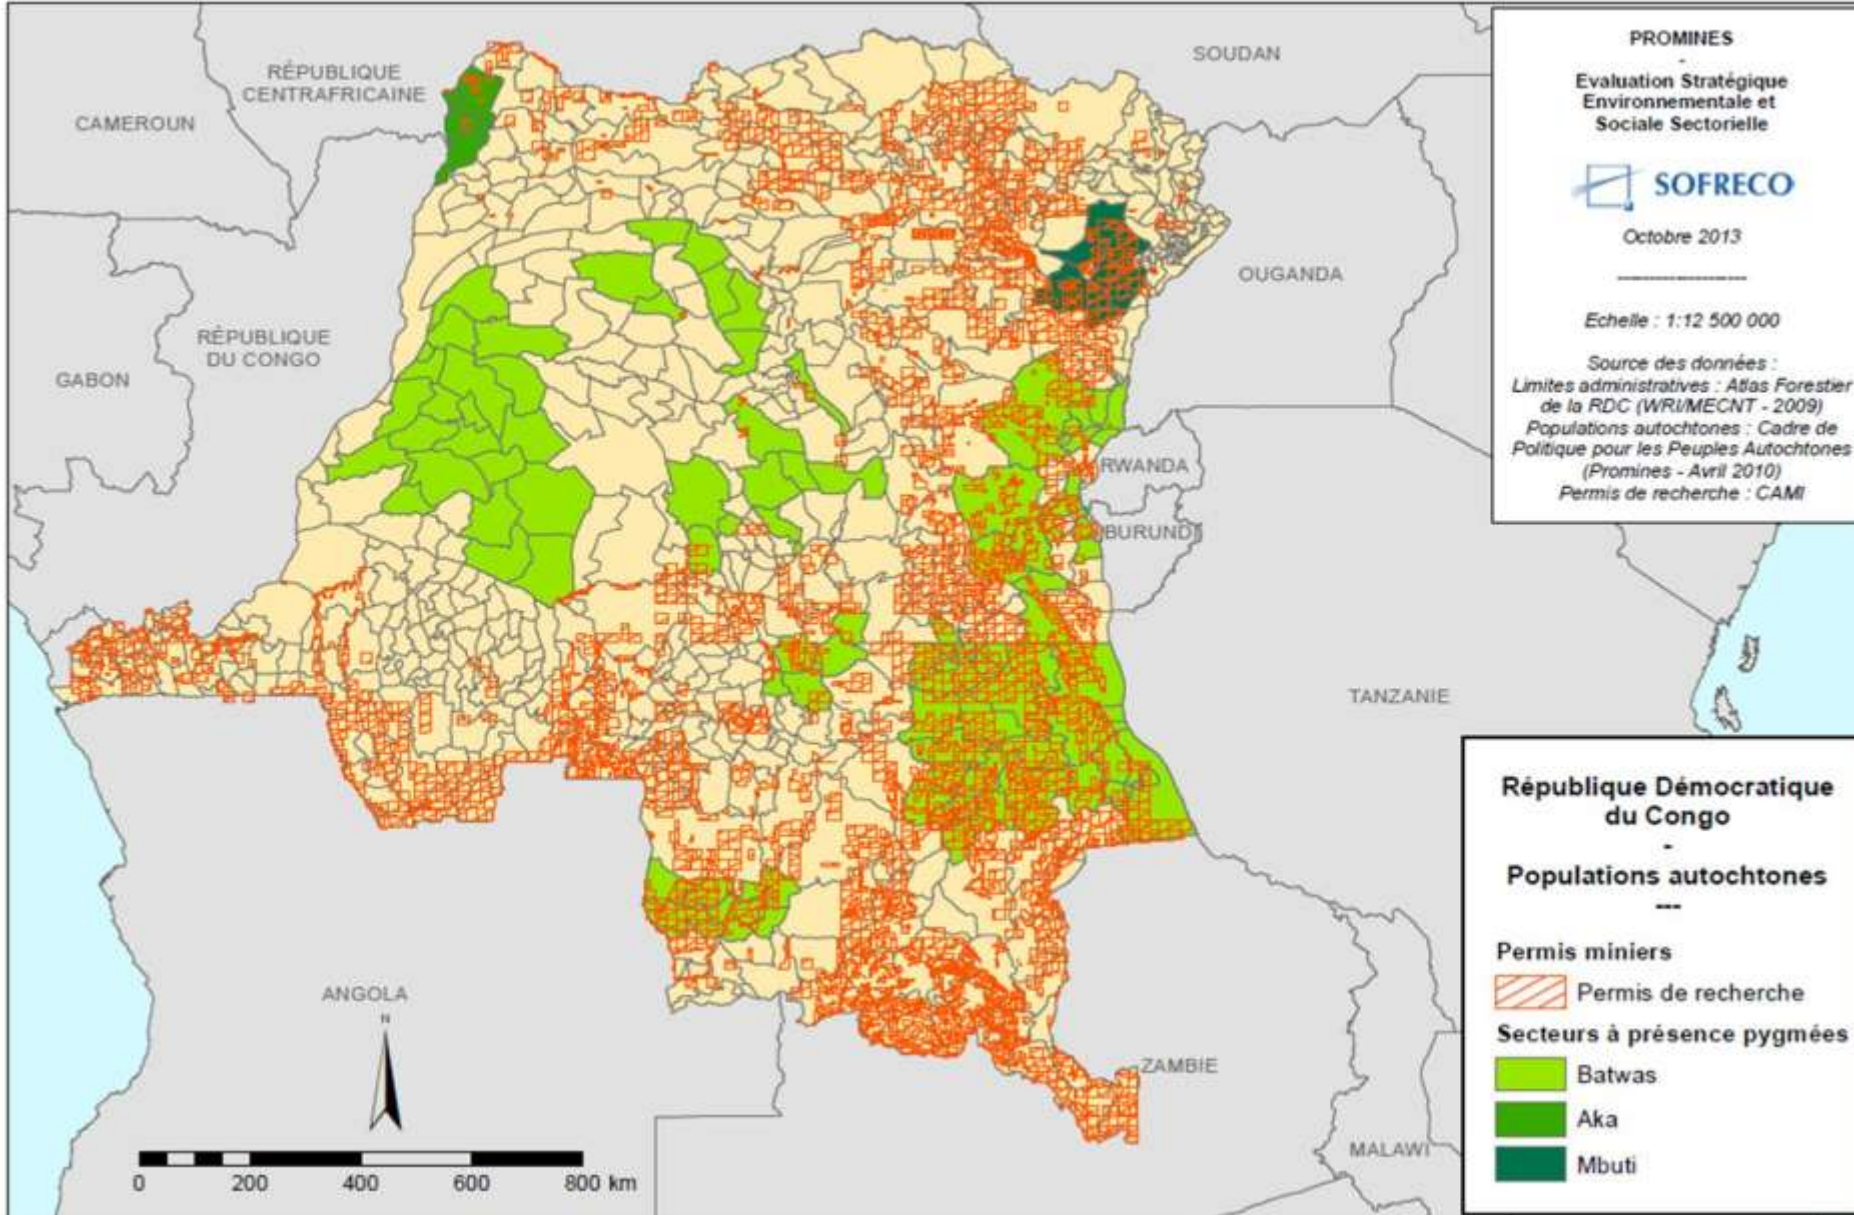 PROMINES
-
Evaluation Stratégique
Environnementale et
Sociale Sectorielle
SOFRECO
Octobre 2013
--------------------
Echelle : 1:12 500 000
Source des données :
Limites administratives : Atlas Forestier
de la RDC (WRI/MECNT - 2009)
Populations autochtones : Cadre de
Politique pour les Peuples Autochtones
(Promines - Avril 2010)
Permis de recherche : CAMI
SOUDAN
RÉPUBLIQUE
CENTRAFRICAINE
CAMEROUN
OUGANDA
RÉPUBLIQUE
DU CONGO
GABON
RWANDA
BURUNDI
TANZANIE
ANGOLA
N
ZAMBIE
MALAWI
0 200 400 600 800 km
République Démocratique
du Congo
-
Populations autochtones
---
Permis miniers
Permis de recherche
Secteurs à présence pygmées
Batwas
Aka
Mbuti